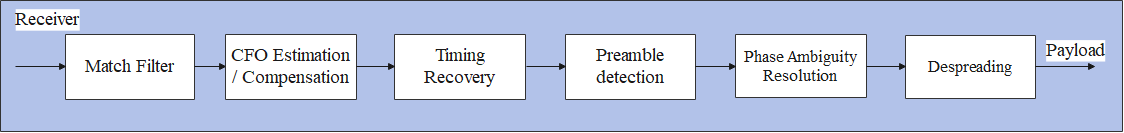 Receiver
Match Filter
CFO Estimation
/ Compensation
Timing
Recovery
Preamble
detection
Phase Ambiguity
Resolution
Despreading
Payload